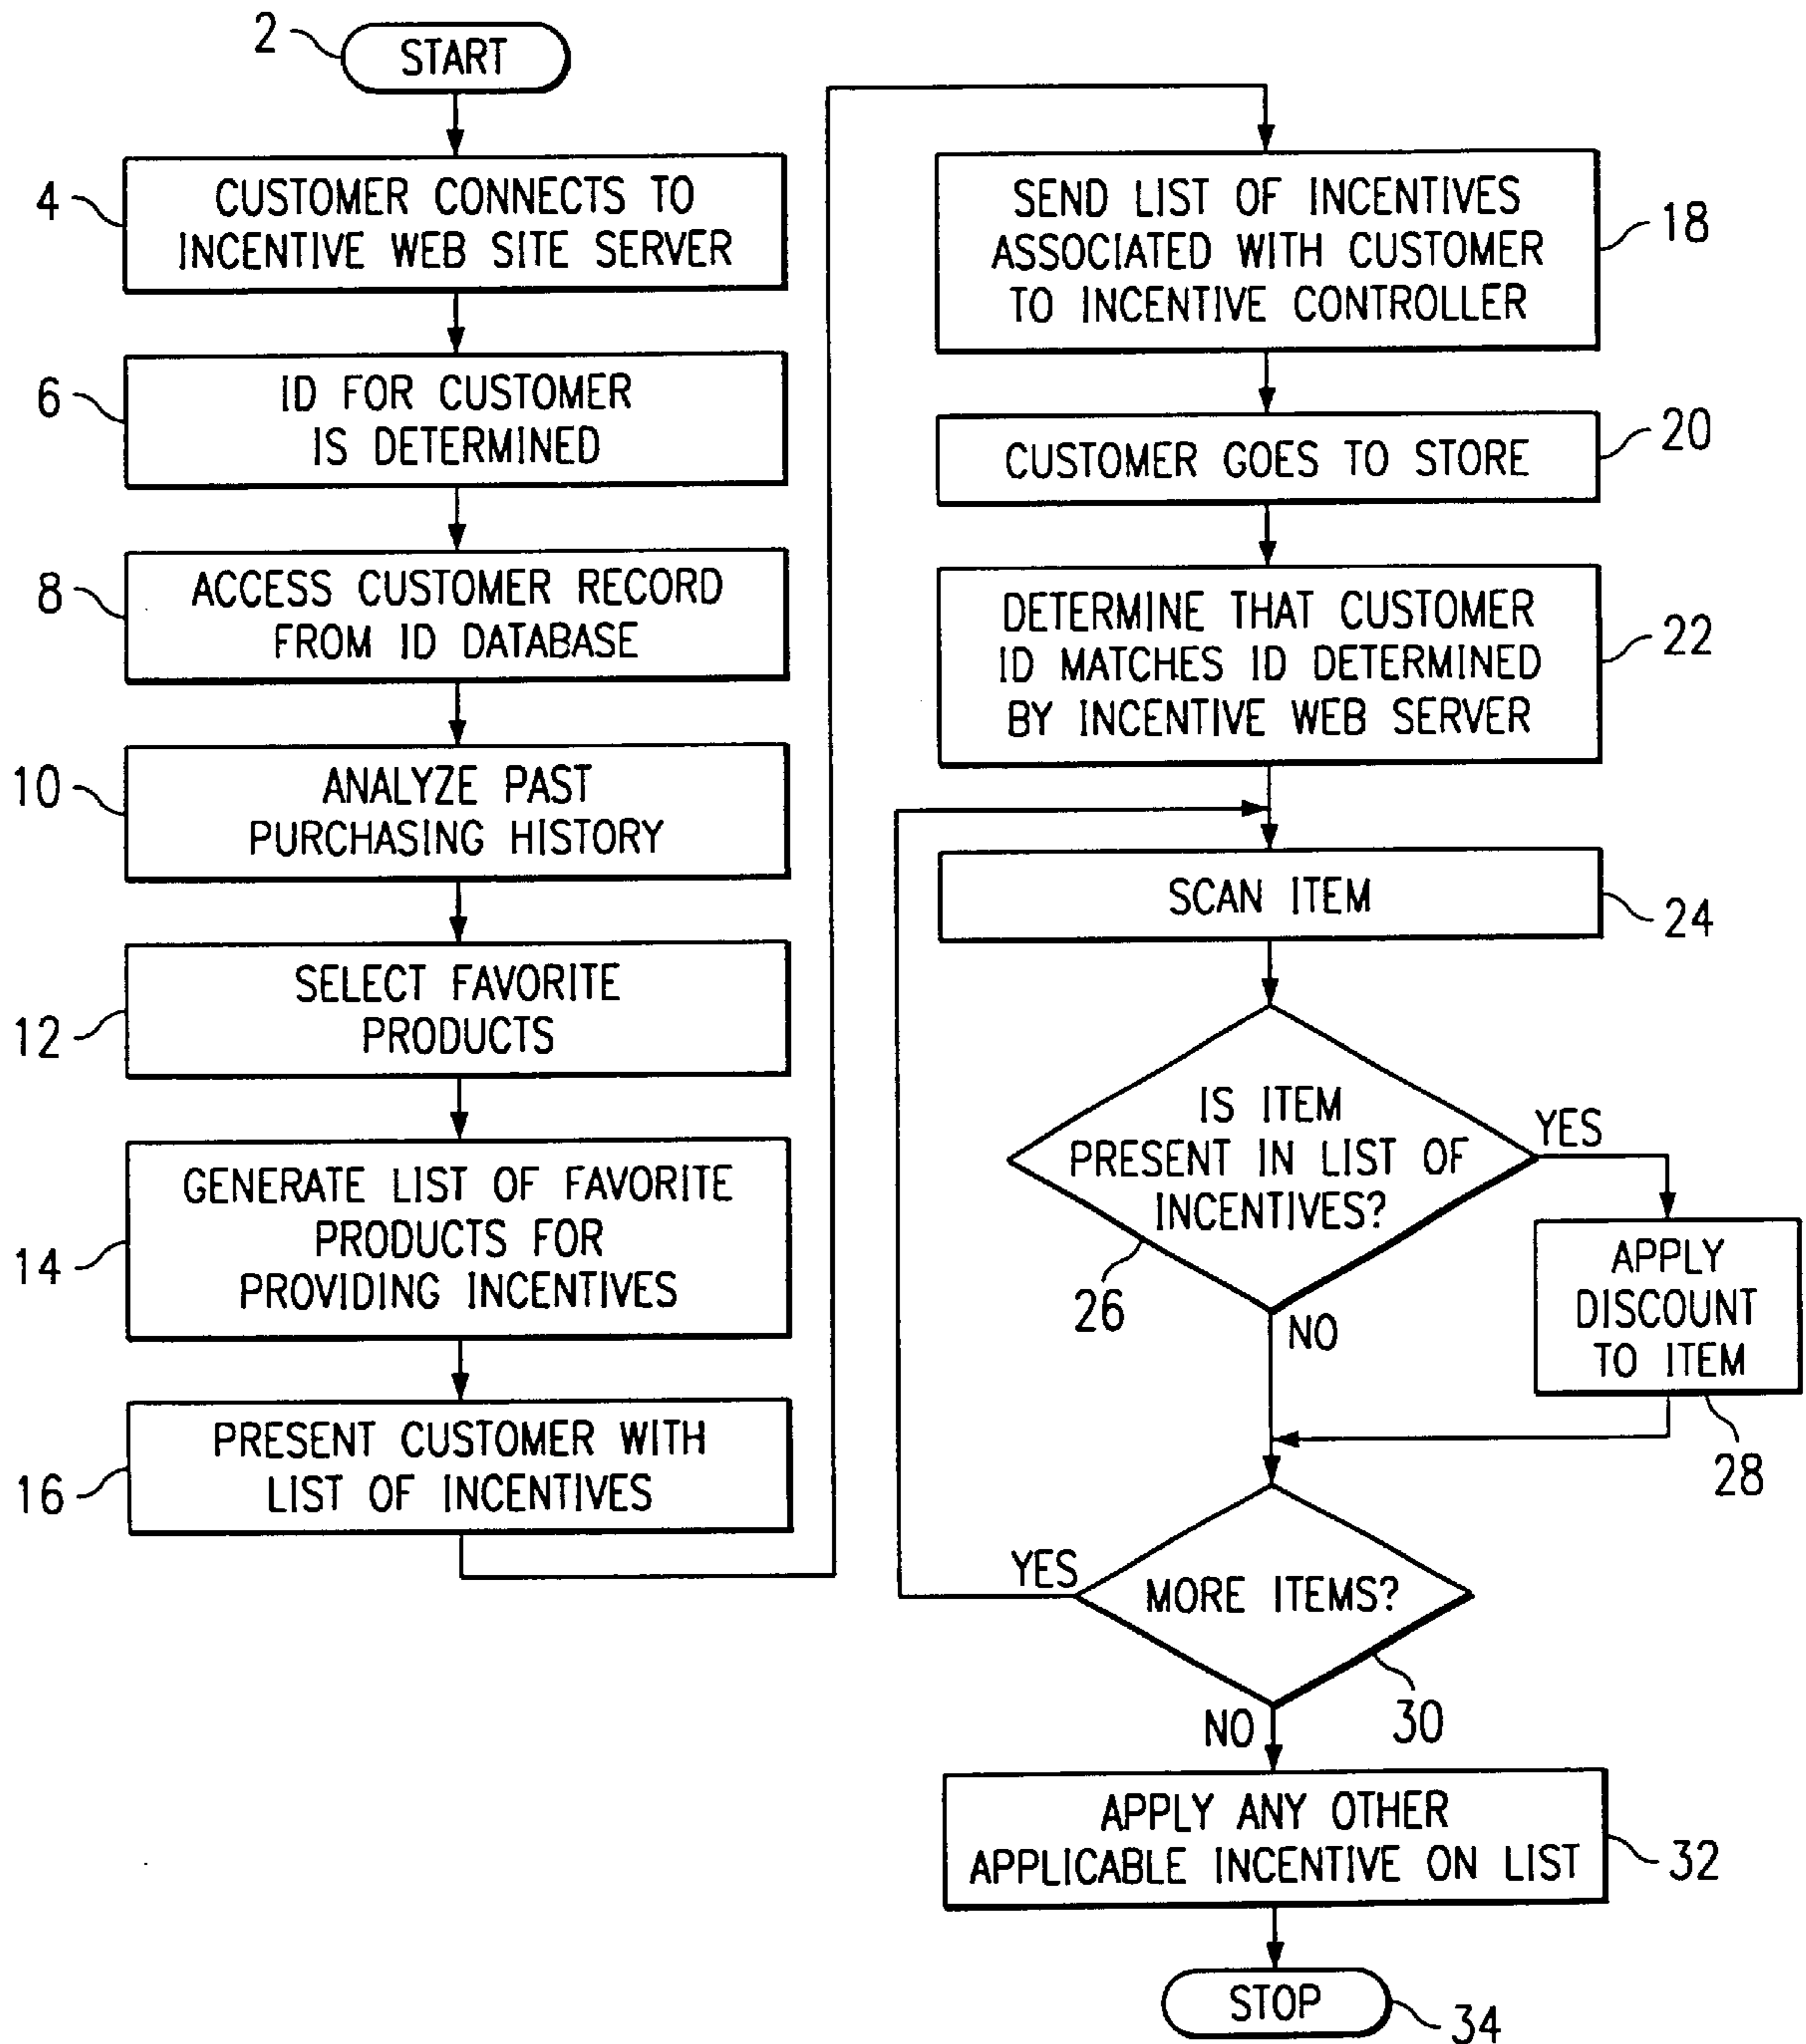 2
START
4
CUSTOMER CONNECTS TO
INCENTIVE WEB SITE SERVER
6
ID FOR CUSTOMER
IS DETERMINED
8
ACCESS CUSTOMER RECORD
FROM ID DATABASE
10
ANALYZE PAST
PURCHASING HISTORY
12
SELECT FAVORITE
PRODUCTS
14
GENERATE LIST OF FAVORITE
PRODUCTS FOR
PROVIDING INCENTIVES
16
PRESENT CUSTOMER WITH
LIST OF INCENTIVES
SEND LIST OF INCENTIVES
ASSOCIATED WITH CUSTOMER
TO INCENTIVE CONTROLLER
18
CUSTOMER GOES TO STORE
20
DETERMINE THAT CUSTOMER
ID MATCHES ID DETERMINED
BY INCENTIVE WEB SERVER
22
SCAN ITEM
24
IS ITEM
PRESENT IN LIST OF
INCENTIVES?
26
YES
NO
APPLY
DISCOUNT
TO ITEM
28
YES
MORE ITEMS?
30
NO
APPLY ANY OTHER
APPLICABLE INCENTIVE ON LIST
32
STOP
34